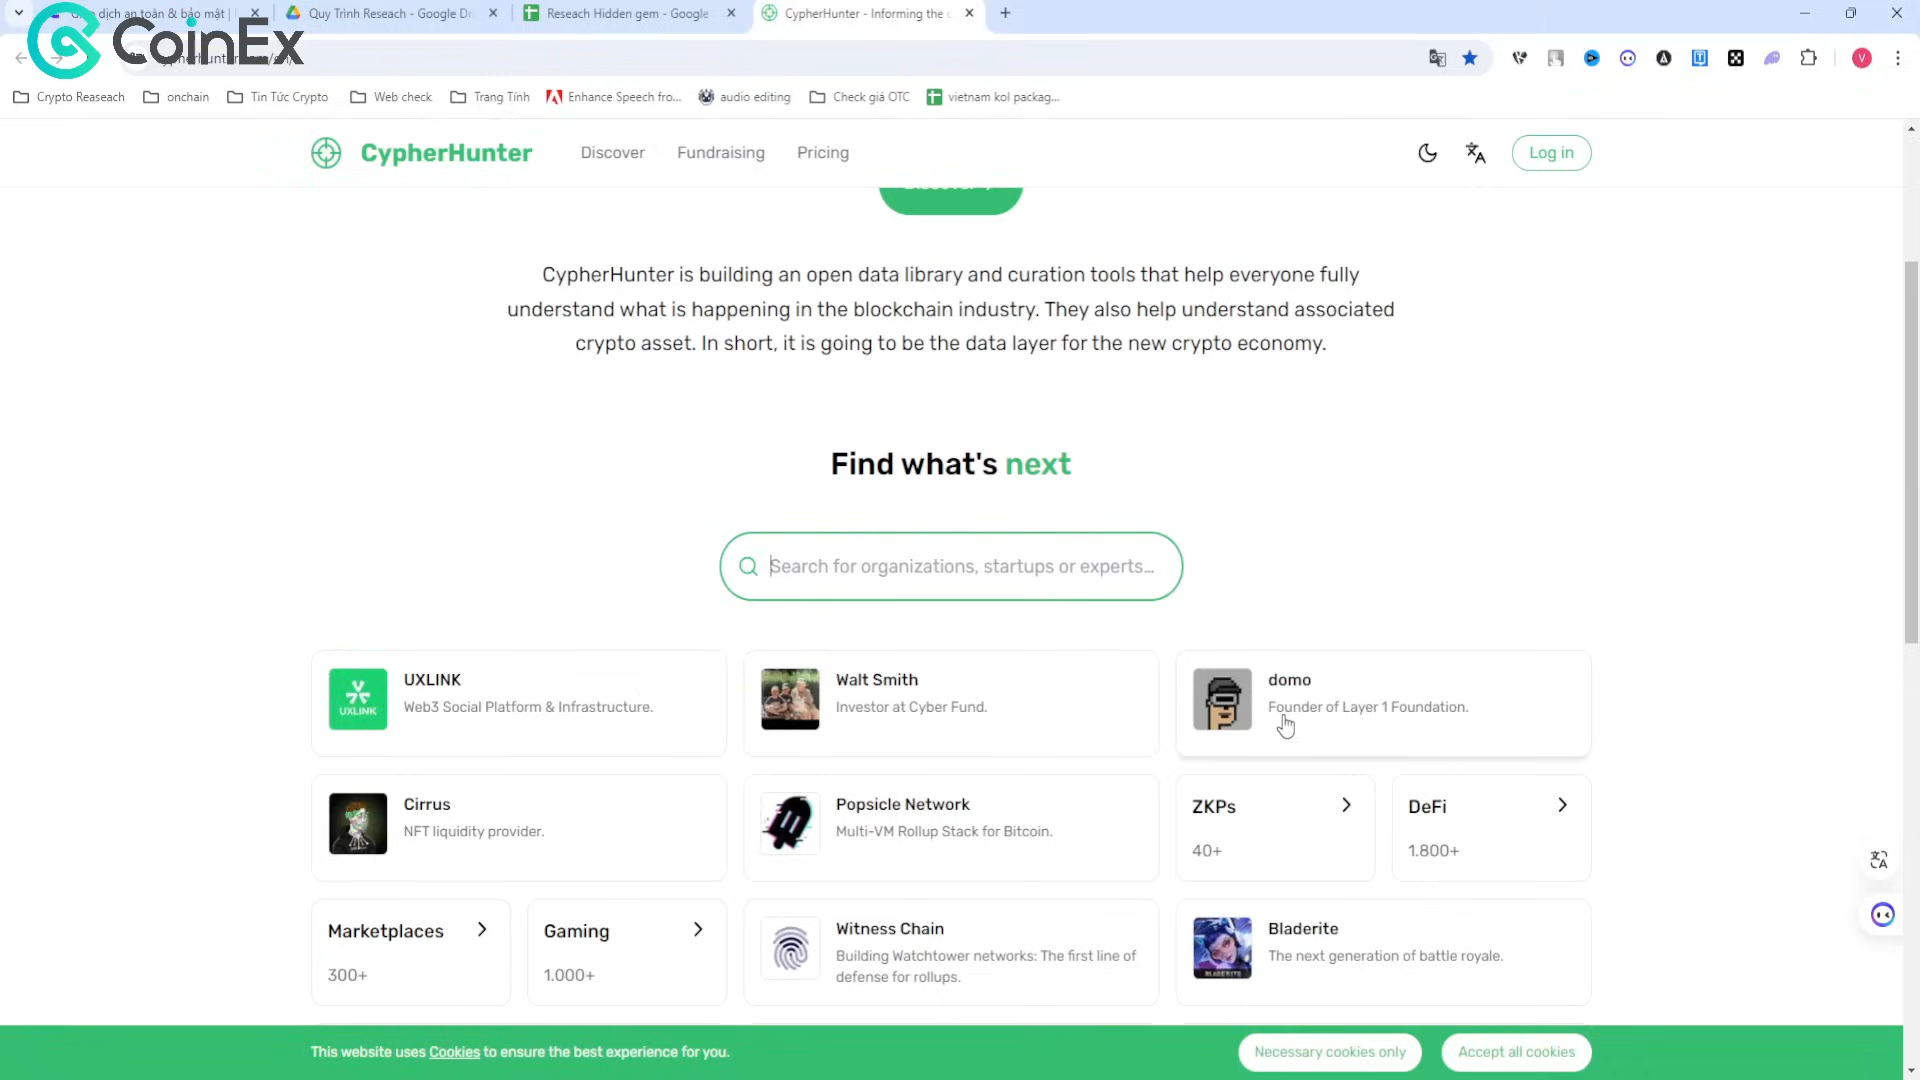 dịch an toàn & bảo mật |
Quy Trình Reseach - Google Dri
Reseach Hidden gem - Google
CypherHunter - Informing the c
CoinEx
Crypto Reaseach
onchain
Tin Tức Crypto
Web check
Trang Tính
Enhance Speech fro...
audio editing
Check giá OTC
vietnam kol packag...
CypherHunter
Discover
Fundraising
Pricing
Log in
CypherHunter is building an open data library and curation tools that help everyone fully
understand what is happening in the blockchain industry. They also help understand associated
crypto asset. In short, it is going to be the data layer for the new crypto economy.
Find what's next
Search for organizations, startups or experts...
UXLINK
UXLINK
Web3 Social Platform & Infrastructure.
Walt Smith
Investor at Cyber Fund.
domo
Founder of Layer 1 Foundation.
Cirrus
NFT liquidity provider.
Popsicle Network
Multi-VM Rollup Stack for Bitcoin.
ZKPs
40+
DeFi
1.800+
Marketplaces
300+
Gaming
1.000+
Witness Chain
Building Watchtower networks: The first line of
defense for rollups.
BLADERITE
Bladerite
The next generation of battle royale.
This website uses Cookies to ensure the best experience for you.
Necessary cookies only
Accept all cookies